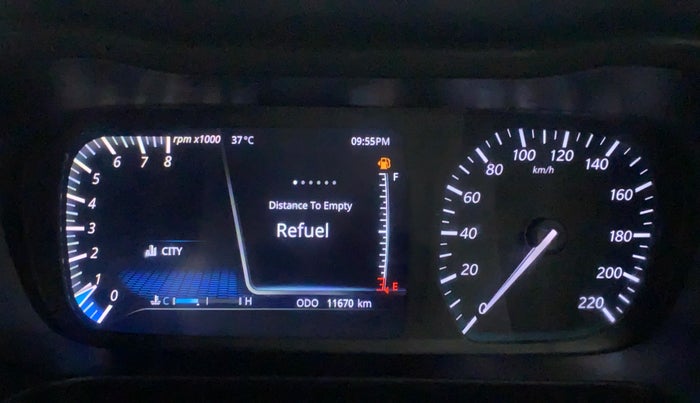 rpm x1000 37°C 09:55PM
0 1 2 3 4 5 6 7 8
F
Distance To Empty
Refuel
CITY
E
C H ODO 11670 km
0 20 40 60 80 100 120 140 160 180 200 220
km/h